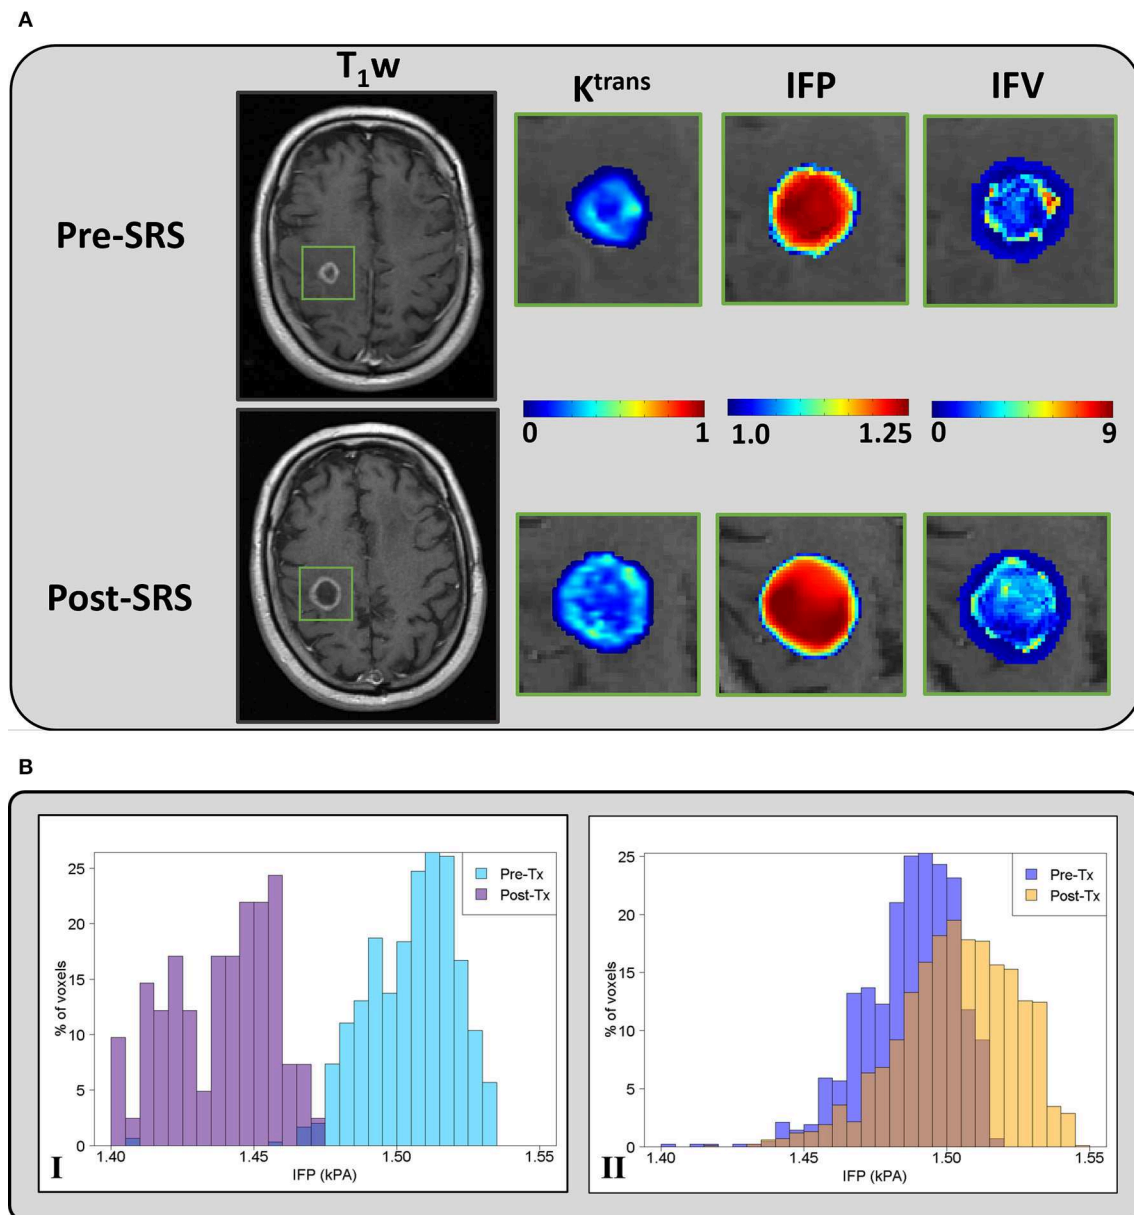 A
T1w
Ktrans
IFP
IFV
Pre-SRS
0 1
1.0 1.25
0 9
Post-SRS
B
25
20
15
10
5
0
% of voxels
Pre-Tx
Post-Tx
1.40 1.45 1.50 1.55
IFP (kPA)
I
25
20
15
10
5
0
% of voxels
Pre-Tx
Post-Tx
1.40 1.45 1.50 1.55
IFP (kPA)
II